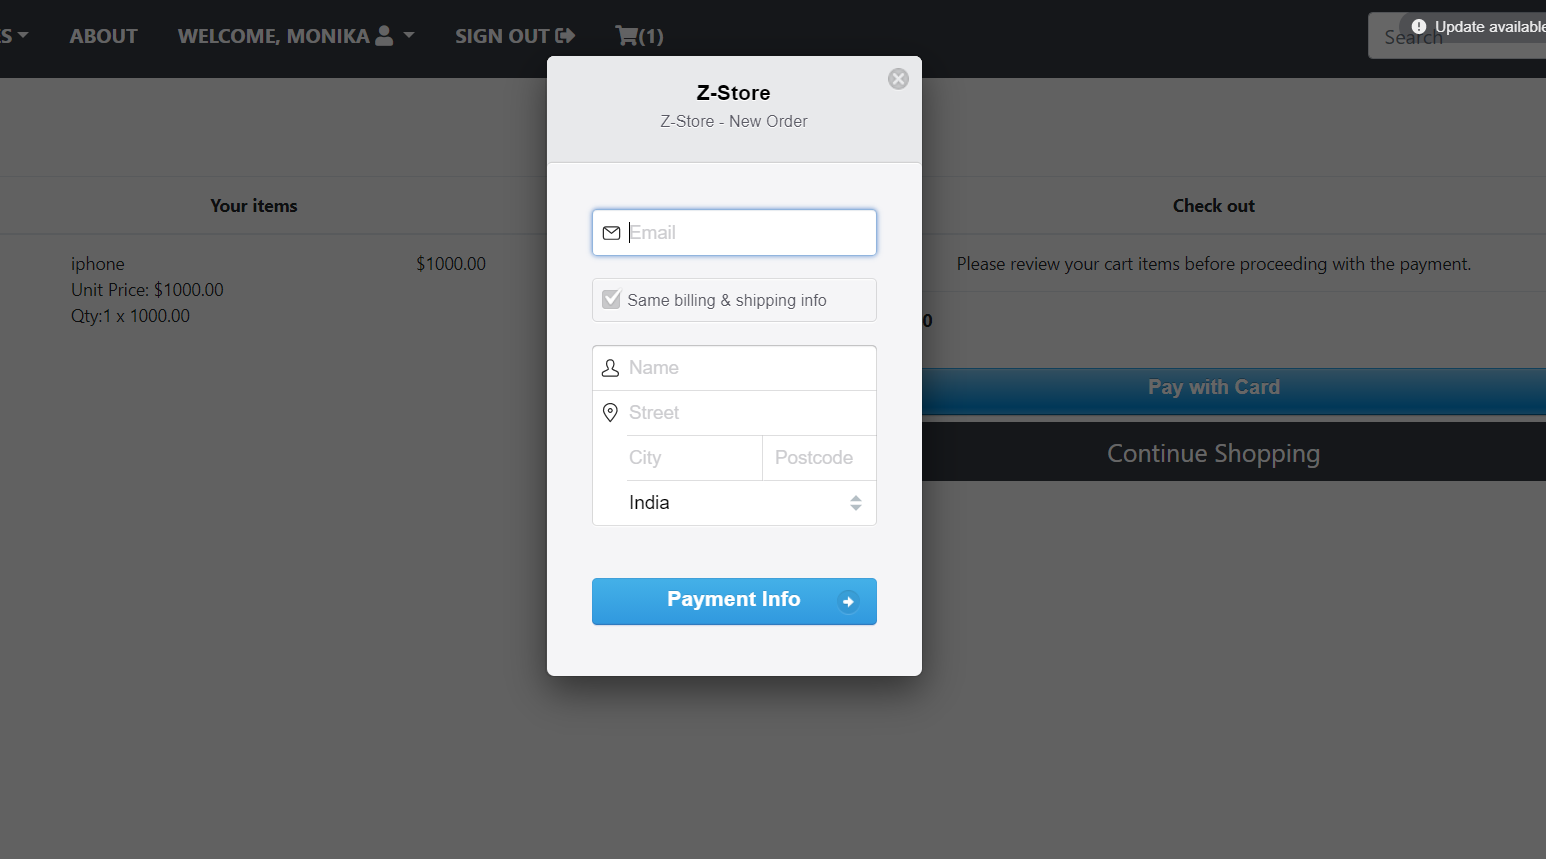 S
ABOUT
WELCOME, MONIKA
SIGN OUT
(1)
Search
Update available
Z-Store
Z-Store - New Order
Your items
Check out
iphone
$1000.00
Unit Price: $1000.00
Qty:1 x 1000.00
Email
Same billing & shipping info
Name
Street
City
Postcode
India
Payment Info
Please review your cart items before proceeding with the payment.
0
Pay with Card
Continue Shopping